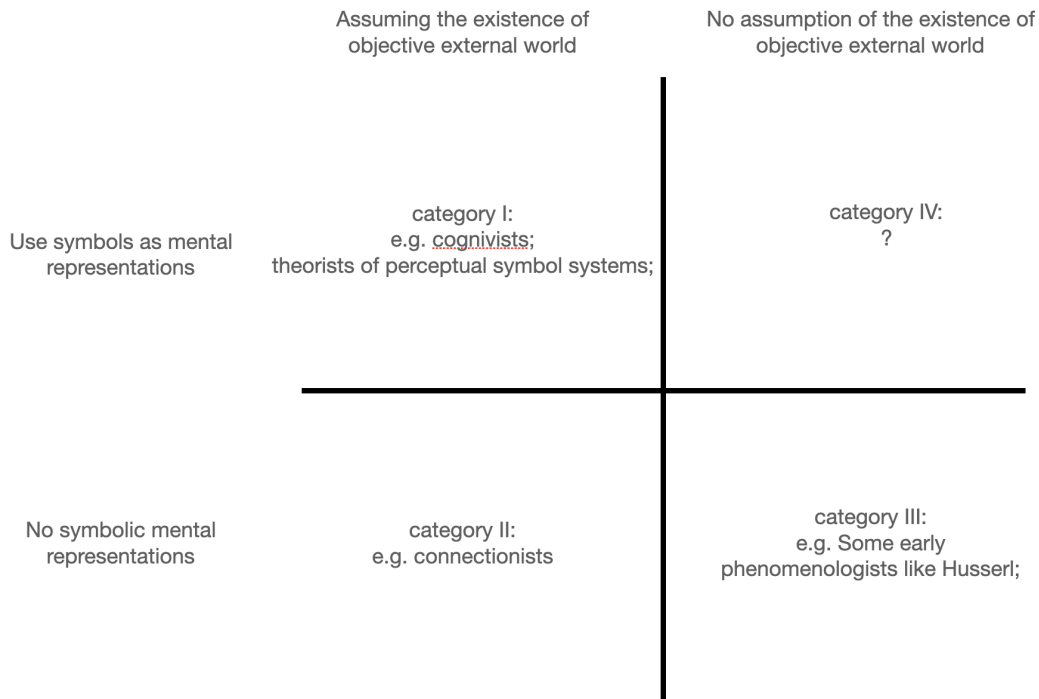 Assuming the existence of
objective external world
No assumption of the existence of
objective external world
Use symbols as mental
representations
category I:
e.g. cognivists;
theorists of perceptual symbol systems;
category IV:
?
No symbolic mental
representations
category II:
e.g. connectionists
category III:
e.g. Some early
phenomenologists like Husserl;